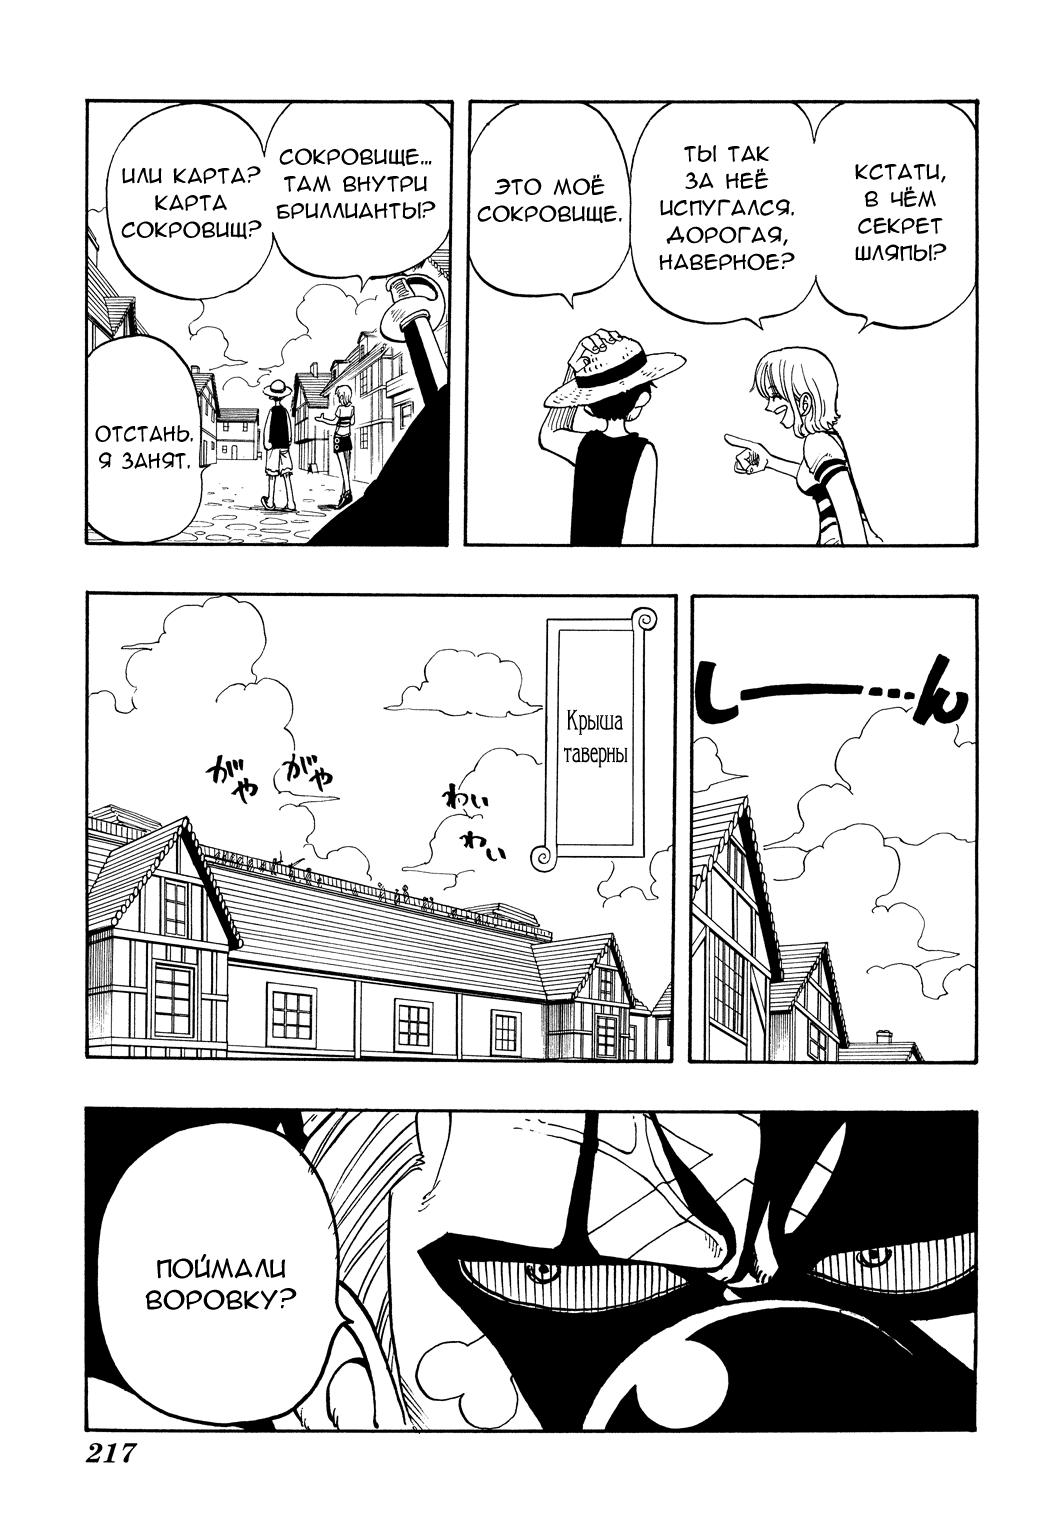 КСТАТИ,
В ЧЁМ
СЕКРЕТ
ШЛЯПЫ?
ТЫ ТАК
ЗА НЕЁ
ИСПУГАЛСЯ.
ДОРОГАЯ,
НАВЕРНОЕ?
ЭТО МОЁ
СОКРОВИЩЕ.
СОКРОВИЩЕ...
ТАМ ВНУТРИ
БРИЛЛИАНТЫ?
ИЛИ КАРТА?
КАРТА
СОКРОВИЩ?
ОТСТАНЬ.
Я ЗАНЯТ.
し――…ん
Крыша
таверны
わい
わい
がや
がや
ПОЙМАЛИ
ВОРОВКУ?
217